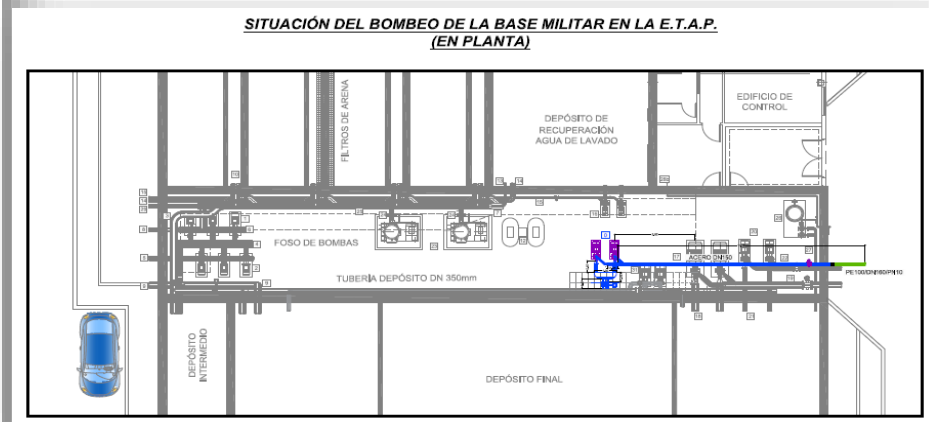 SITUACIÓN DEL BOMBEO DE LA BASE MILITAR EN LA E.T.A.P.
(EN PLANTA)
FILTROS DE ARENA
DEPÓSITO DE
RECUPERACIÓN
AGUA DE LAVADO
EDIFICIO DE
CONTROL
FOSO DE BOMBAS
ACERO DN150
TUBERÍA DEPÓSITO DN 350mm
PE100/DN160/PN10
DEPÓSITO
INTERMEDIO
DEPÓSITO FINAL